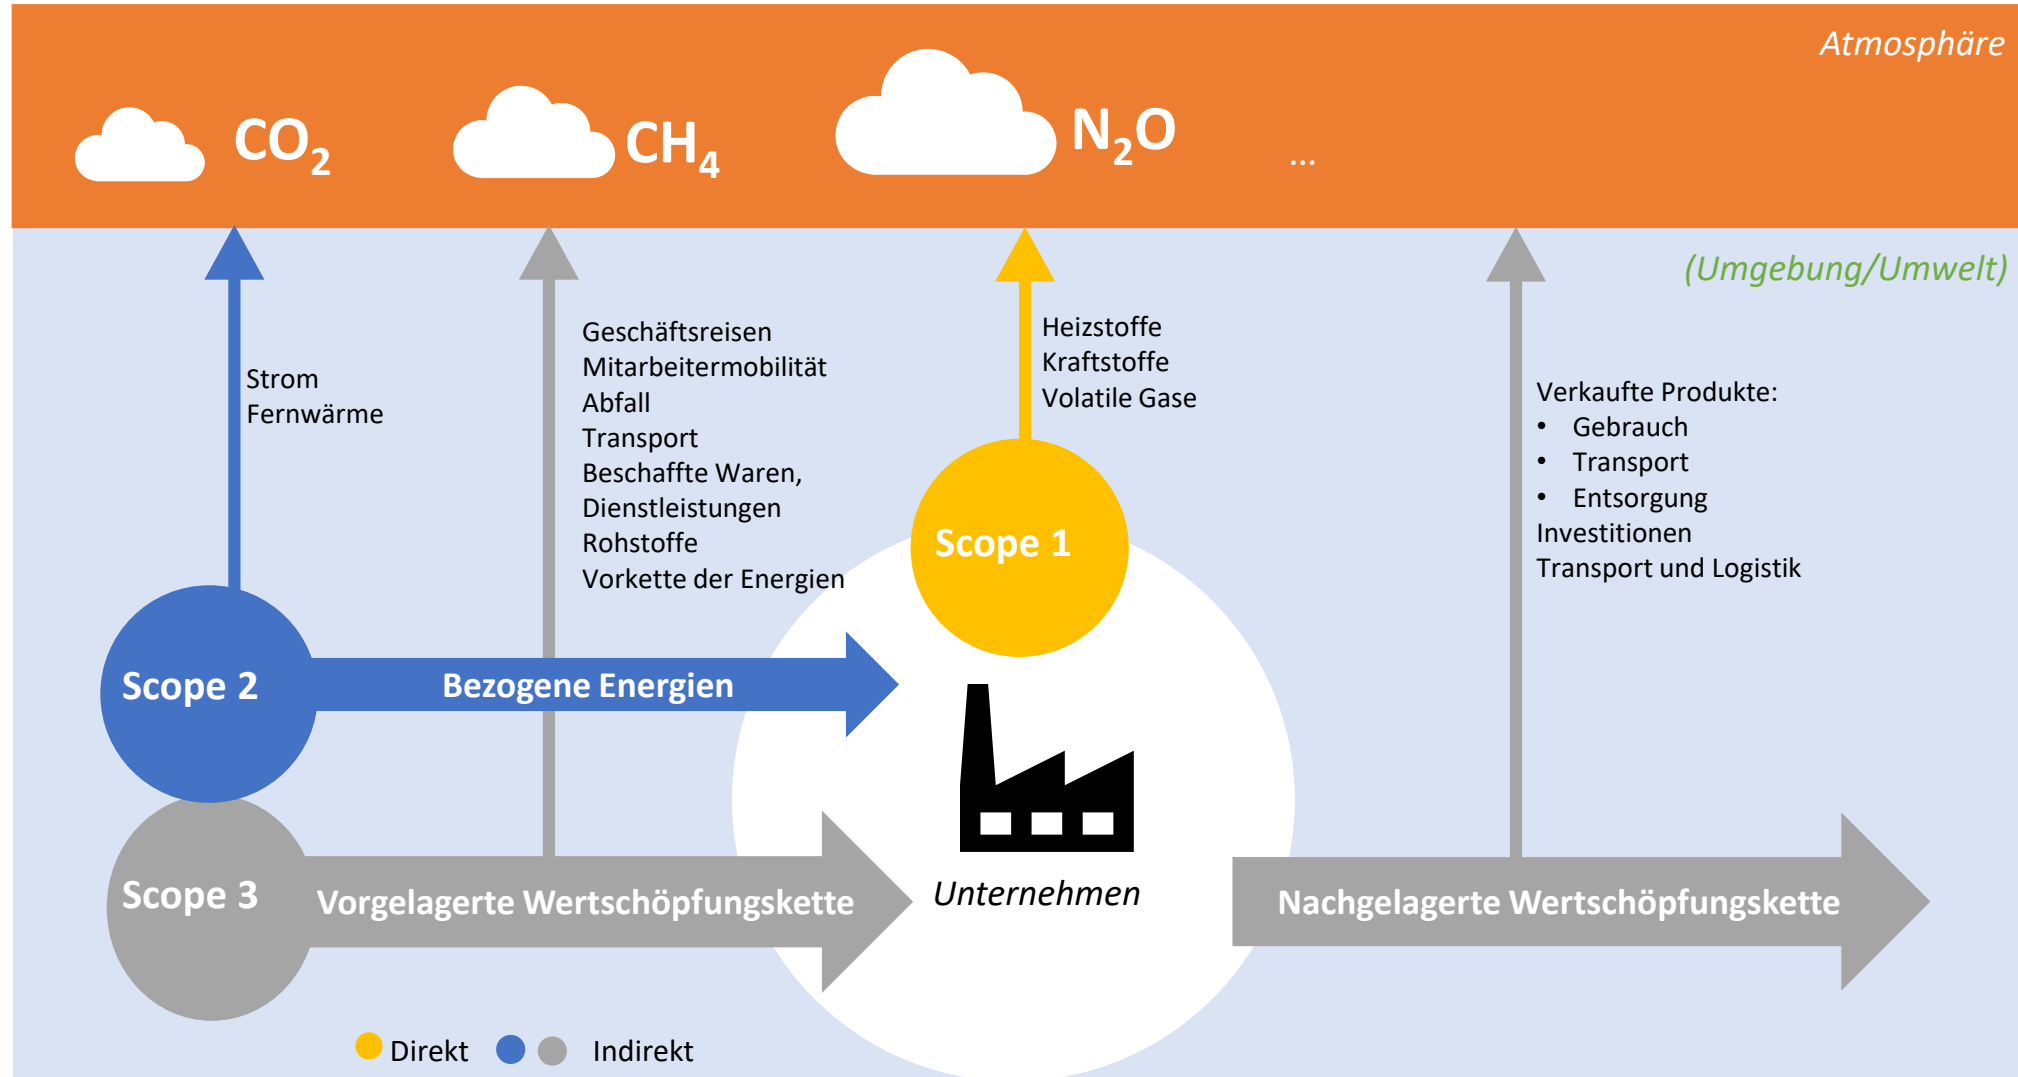 Atmosphäre
CO₂
CH₄
N₂O
...
(Umgebung/Umwelt)
Strom
Fernwärme
Geschäftsreisen
Mitarbeitermobilität
Abfall
Transport
Beschaffte Waren,
Dienstleistungen
Rohstoffe
Vorkette der Energien
Heizstoffe
Kraftstoffe
Volatile Gase
Verkaufte Produkte:
• Gebrauch
• Transport
• Entsorgung
Investitionen
Transport und Logistik
Scope 1
Scope 2
Bezogene Energien
Scope 3
Vorgelagerte Wertschöpfungskette
Unternehmen
Nachgelagerte Wertschöpfungskette
Direkt
Indirekt